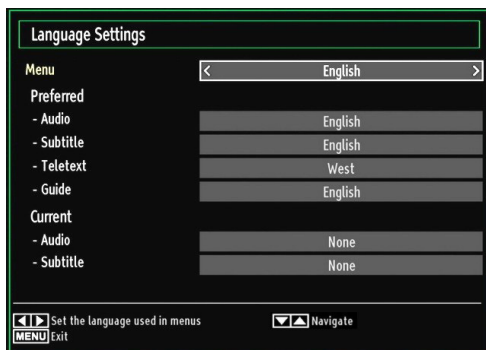 Language Settings
Menu < English >
Preferred
- Audio English
- Subtitle English
- Teletext West
- Guide English
Current
- Audio None
- Subtitle None
Set the language used in menus Navigate
MENU Exit